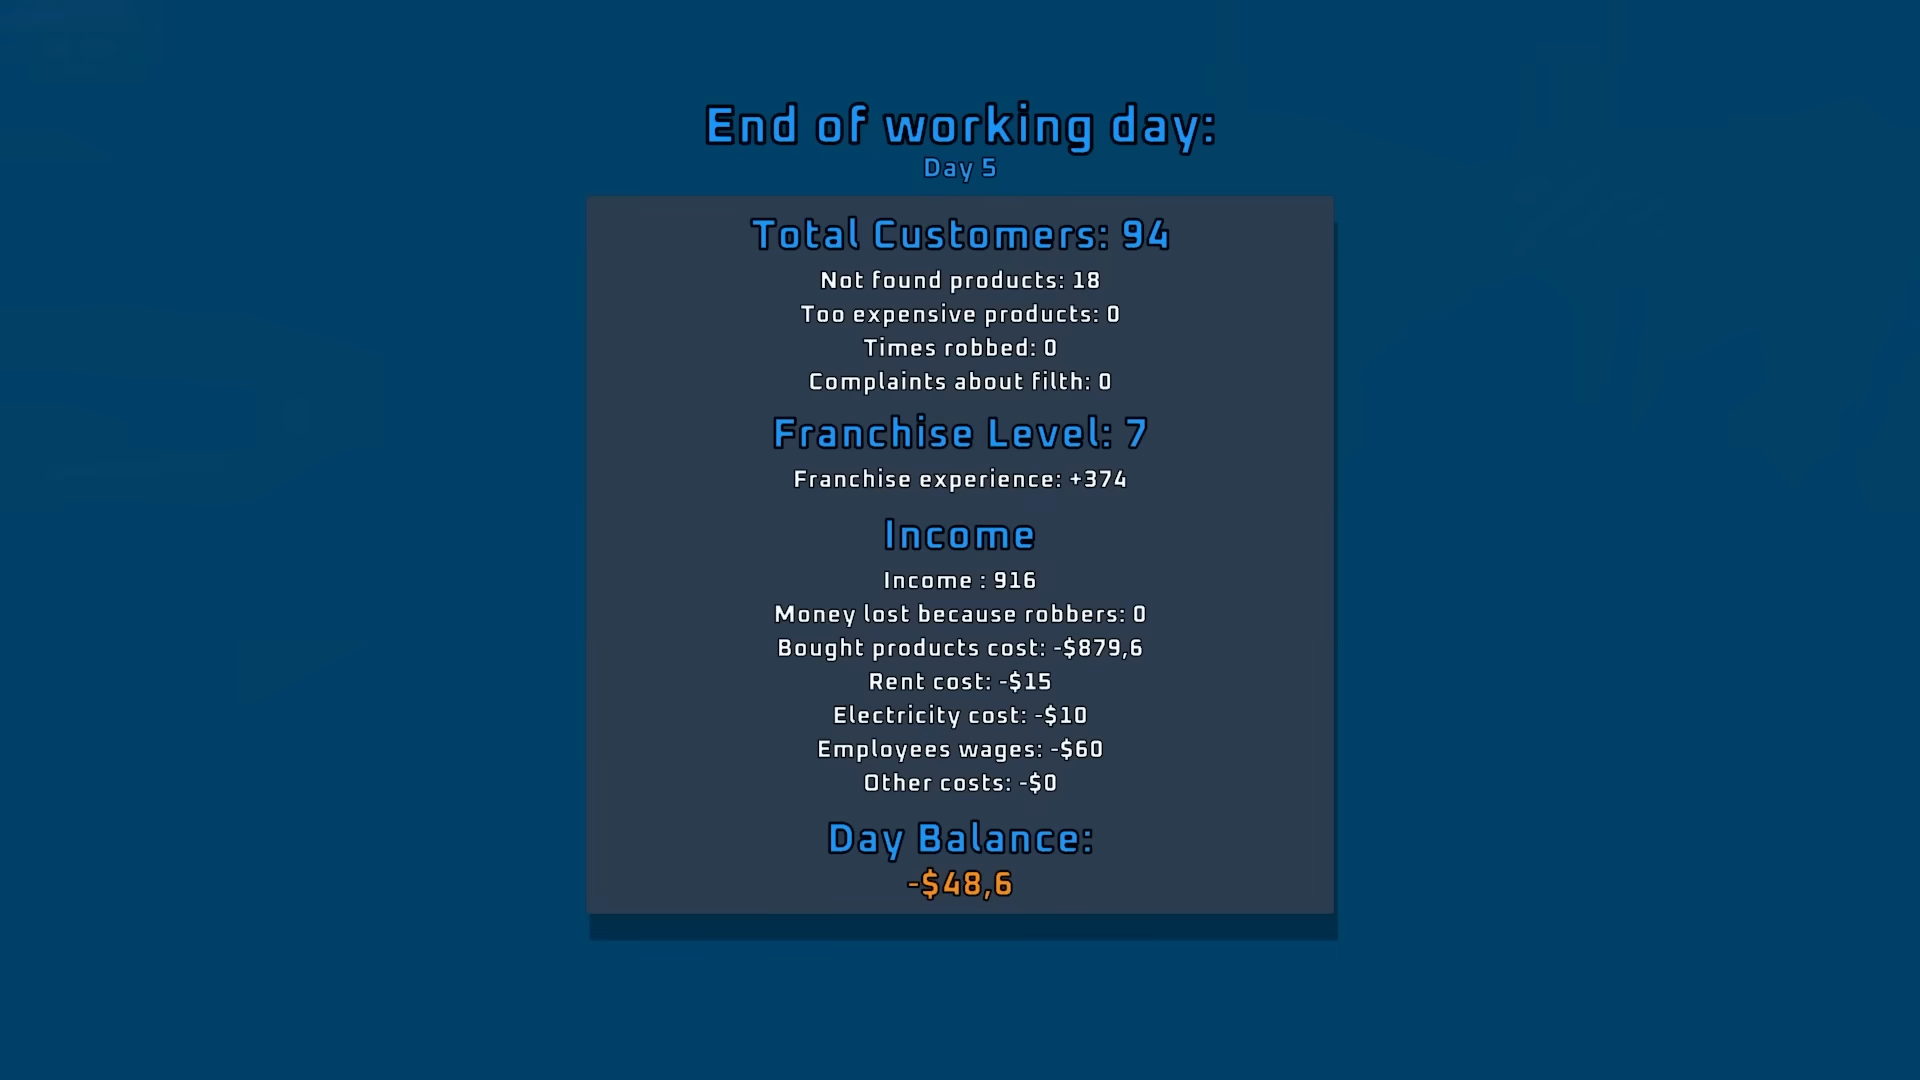 End of working day:
Day 5
Total Customers: 94
Not found products: 18
Too expensive products: 0
Times robbed: 0
Complaints about filth: 0
Franchise Level: 7
Franchise experience: +374
Income
Income : 916
Money lost because robbers: 0
Bought products cost: -$879,6
Rent cost: -$15
Electricity cost: -$10
Employees wages: -$60
Other costs: -$0
Day Balance:
-$48,6